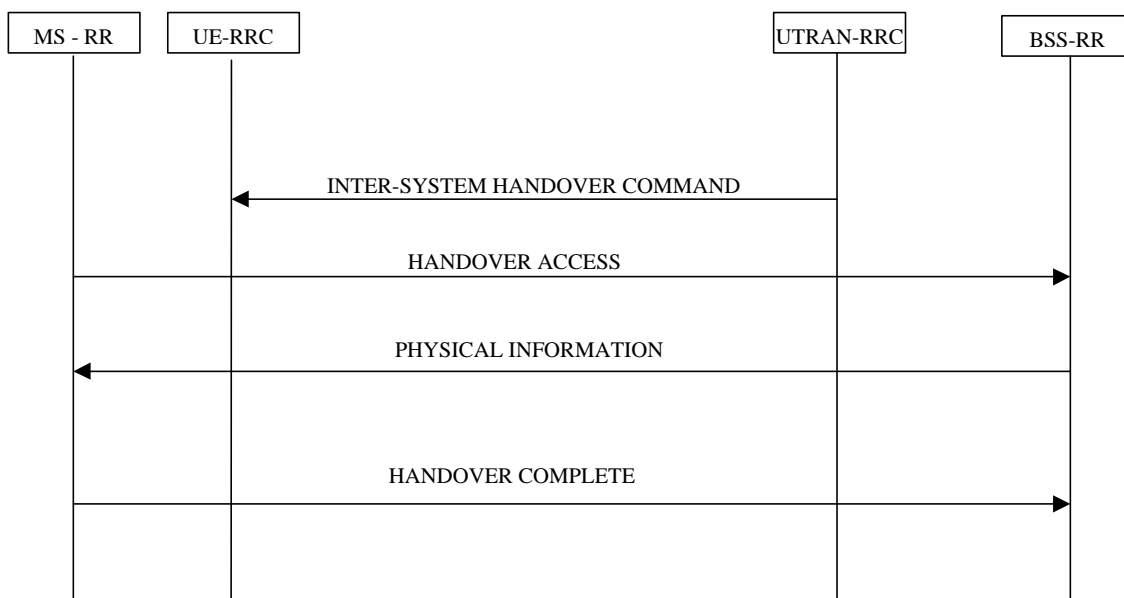 MS - RR
UE-RRC
UTRAN-RRC
BSS-RR
INTER-SYSTEM HANDOVER COMMAND
HANDOVER ACCESS
PHYSICAL INFORMATION
HANDOVER COMPLETE